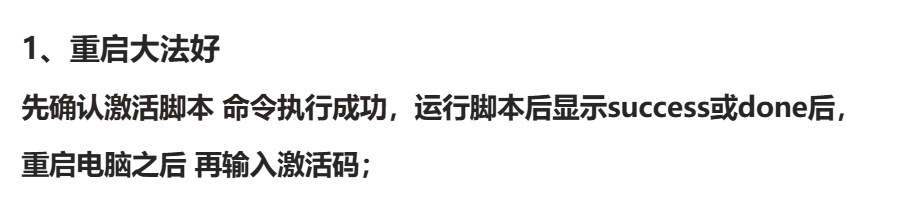 1、重启大法好
先确认激活脚本 命令执行成功，运行脚本后显示success或done后，
重启电脑之后 再输入激活码；